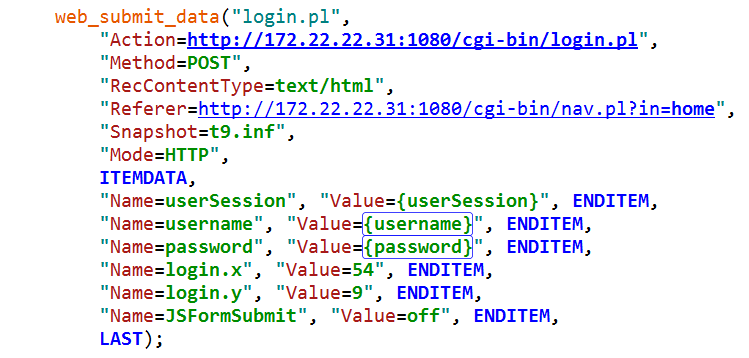 web_submit_data("login.pl",
"Action=http://172.22.22.31:1080/cgi-bin/login.pl",
"Method=POST",
"RecContentType=text/html",
"Referer=http://172.22.22.31:1080/cgi-bin/nav.pl?in=home",
"Snapshot=t9.inf",
"Mode=HTTP",
ITEMDATA,
"Name=userSession", "Value={userSession}", ENDITEM,
"Name=username", "Value={username}", ENDITEM,
"Name=password", "Value={password}", ENDITEM,
"Name=login.x", "Value=54", ENDITEM,
"Name=login.y", "Value=9", ENDITEM,
"Name=JSFormSubmit", "Value=off", ENDITEM,
LAST);